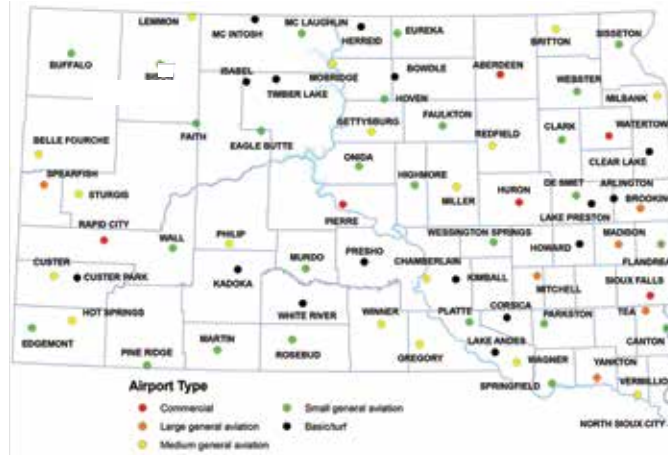 LEMMON
MC INTOSH
MC LAUGHLIN
HERREID
EUREKA
BRITTON
SISSETON
BUFFALO
ISABEL
TIMBER LAKE
MOBRIDGE
BOWDLE
ABERDEEN
WEBSTER
HOVEN
MILBANK
GETTYSBURG
FAULKTON
FAITH
EAGLE BUTTE
REDFIELD
CLARK
WATERTOW
BELLE FOURCHE
CLEAR LAKE
SPEARFISH
ONIDA
STURGIS
HIGHMORE
MILLER
HURON
DE SMET
ARLINGTON
BROOKIN
LAKE PRESTON
PIERRE
RAPID CITY
WALL
PHILIP
WESSINGTON SPRINGS
HOWARD
MADISON
FLANDREA
CUSTER
CUSTER PARK
KADOKA
MURDO
PRESHO
CHAMBERLAIN
KIMBALL
MITCHELL
SIOUX FALLS
HOT SPRINGS
WHITE RIVER
WINNER
PLATTE
CORSICA
PARKSTON
TEA
EDGEMONT
PINE RIDGE
MARTIN
ROSEBUD
GREGORY
LAKE ANDES
WAGNER
CANTON
SPRINGFIELD
YANKTON
VERMILLIO
NORTH SIOUX CITY
Airport Type
Commercial
Large general aviation
Medium general aviation
Small general aviation
Basic/turf